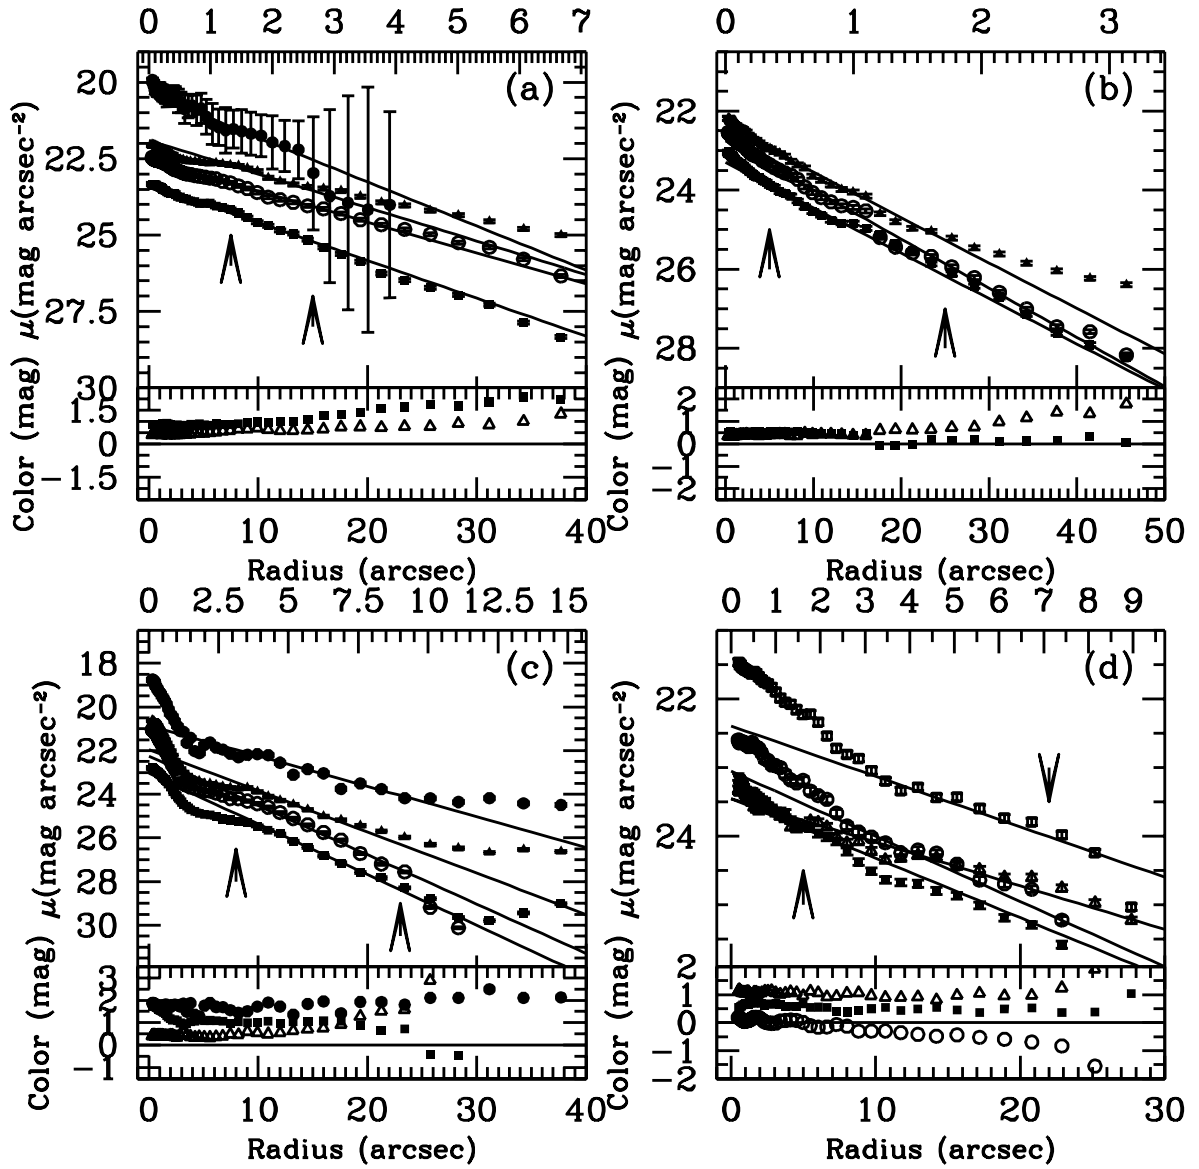 0 1 2 3 4 5 6 7
(a)
20
22.5
25
27.5
30
μ(mag arcsec⁻²)
1.5
0
−1.5
Color (mag)
0 10 20 30 40
Radius (arcsec)
0 1 2 3
(b)
22
24
26
28
μ(mag arcsec⁻²)
2
1
0
−1
−2
Color (mag)
0 10 20 30 40 50
Radius (arcsec)
0 2.5 5 7.5 10 12.5 15
(c)
18
20
22
24
26
28
30
μ(mag arcsec⁻²)
3
2
1
0
−1
Color (mag)
0 10 20 30 40
Radius (arcsec)
0 1 2 3 4 5 6 7 8 9
(d)
22
24
μ(mag arcsec⁻²)
2
1
0
−1
−2
Color (mag)
0 10 20 30
Radius (arcsec)